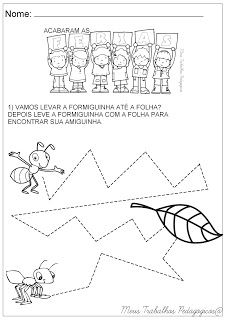 Nome:
ACABARAM AS
F É R I A S
1) VAMOS LEVAR A FORMIGUINHA ATÉ A FOLHA?
DEPOIS LEVE A FORMIGUINHA COM A FOLHA PARA
ENCONTRAR SUA AMIGUINHA.
Meus Trabalhos Pedagógicos®